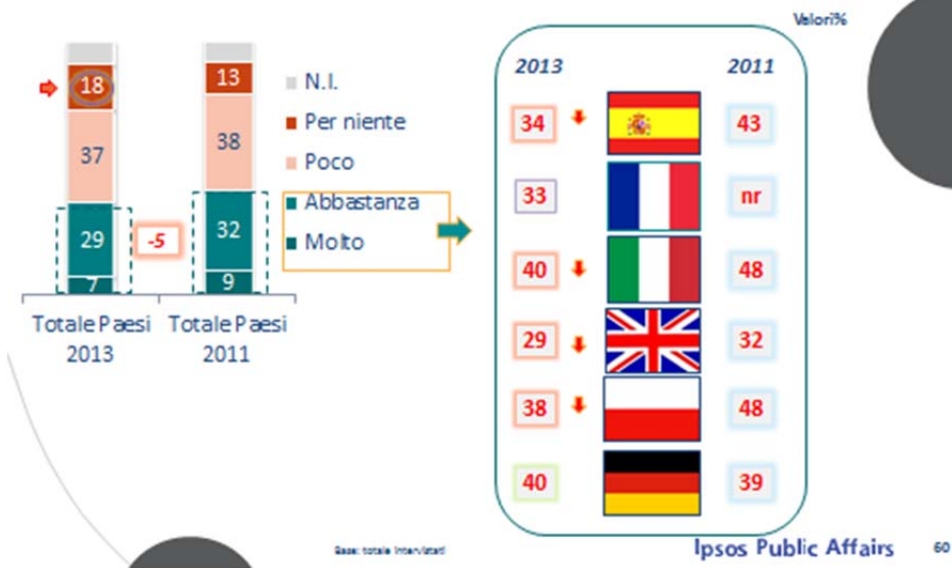 Valori%
18
37
29
7
-5
13
38
32
9
Totale Paesi
2013
Totale Paesi
2011
N.I.
Per niente
Poco
Abbastanza
Molto
2013 2011
34 43
33 nr
40 48
29 32
38 48
40 39
Base: totale intervistati
Ipsos Public Affairs 60